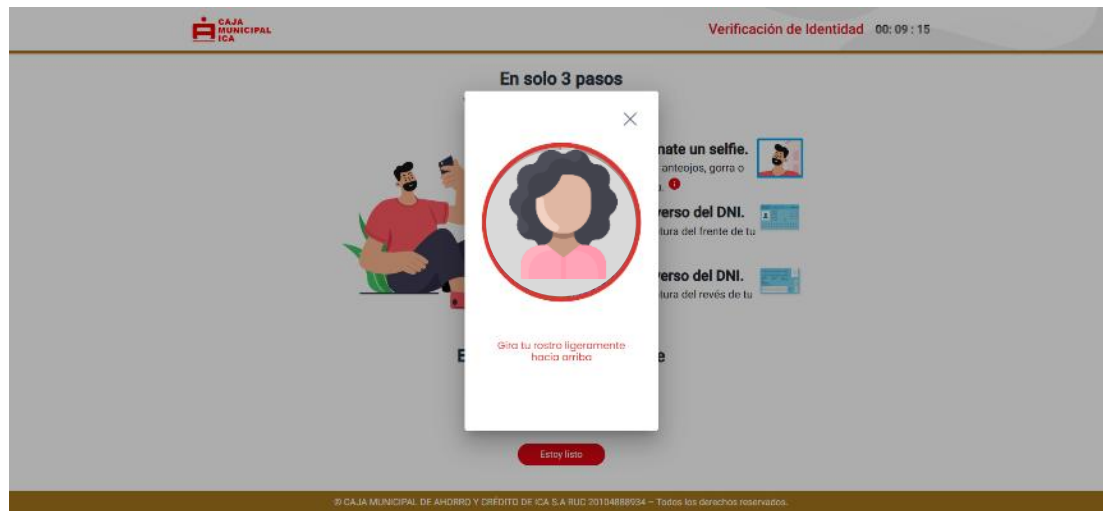 CAJA
MUNICIPAL
ICA
Verificación de Identidad 00: 09 : 15
En solo 3 pasos
mate un selfie.
anteojos, gorra o
verso del DNI.
tura del frente de tu
verso del DNI.
tura del revés de tu
Gira tu rostro ligeramente
hacia arriba
E
e
Estoy listo
© CAJA MUNICIPAL DE AHORRO Y CRÉDITO DE ICA S.A RUC 20104888934 – Todos los derechos reservados.